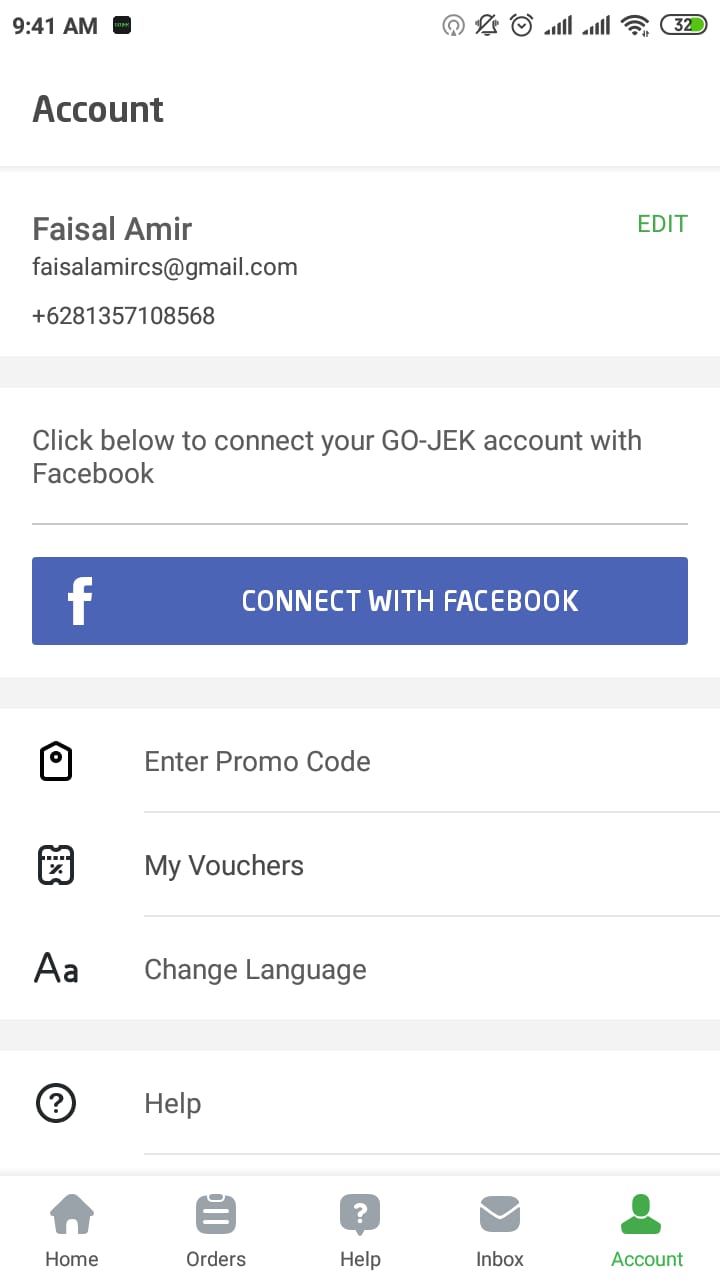 9:41 AM
32
Account
Faisal Amir
EDIT
faisalamircs@gmail.com
+6281357108568
Click below to connect your GO-JEK account with
Facebook
f
CONNECT WITH FACEBOOK
Enter Promo Code
My Vouchers
Aa
Change Language
?
Help
?
Home
Orders
Help
Inbox
Account